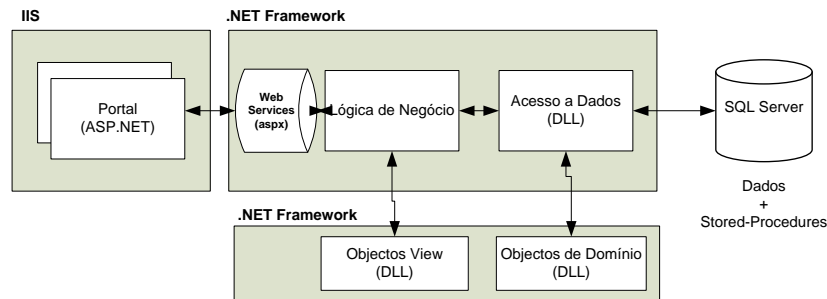 IIS
.NET Framework
Portal
(ASP.NET)
Web
Services
(aspx)
Lógica de Negócio
Acesso a Dados
(DLL)
SQL Server
Dados
+
Stored-Procedures
.NET Framework
Objectos View
(DLL)
Objectos de Domínio
(DLL)